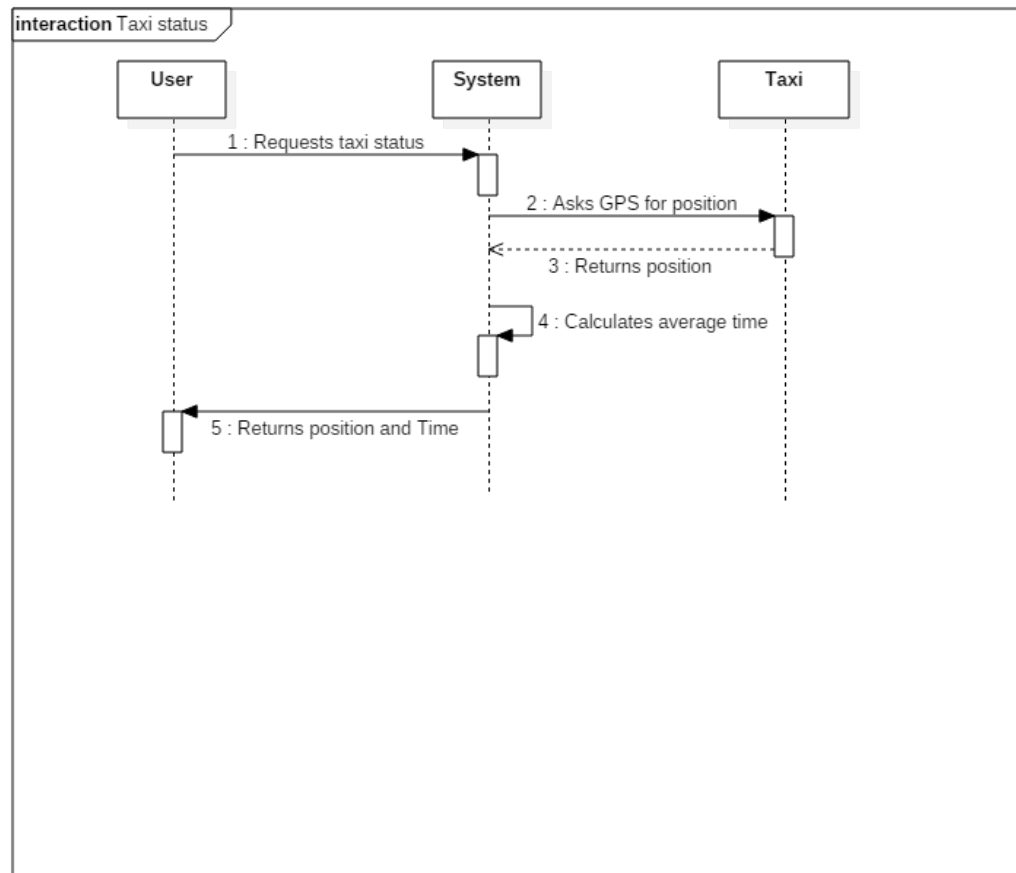 interaction Taxi status
User
System
Taxi
1 : Requests taxi status
2 : Asks GPS for position
3 : Returns position
4 : Calculates average time
5 : Returns position and Time